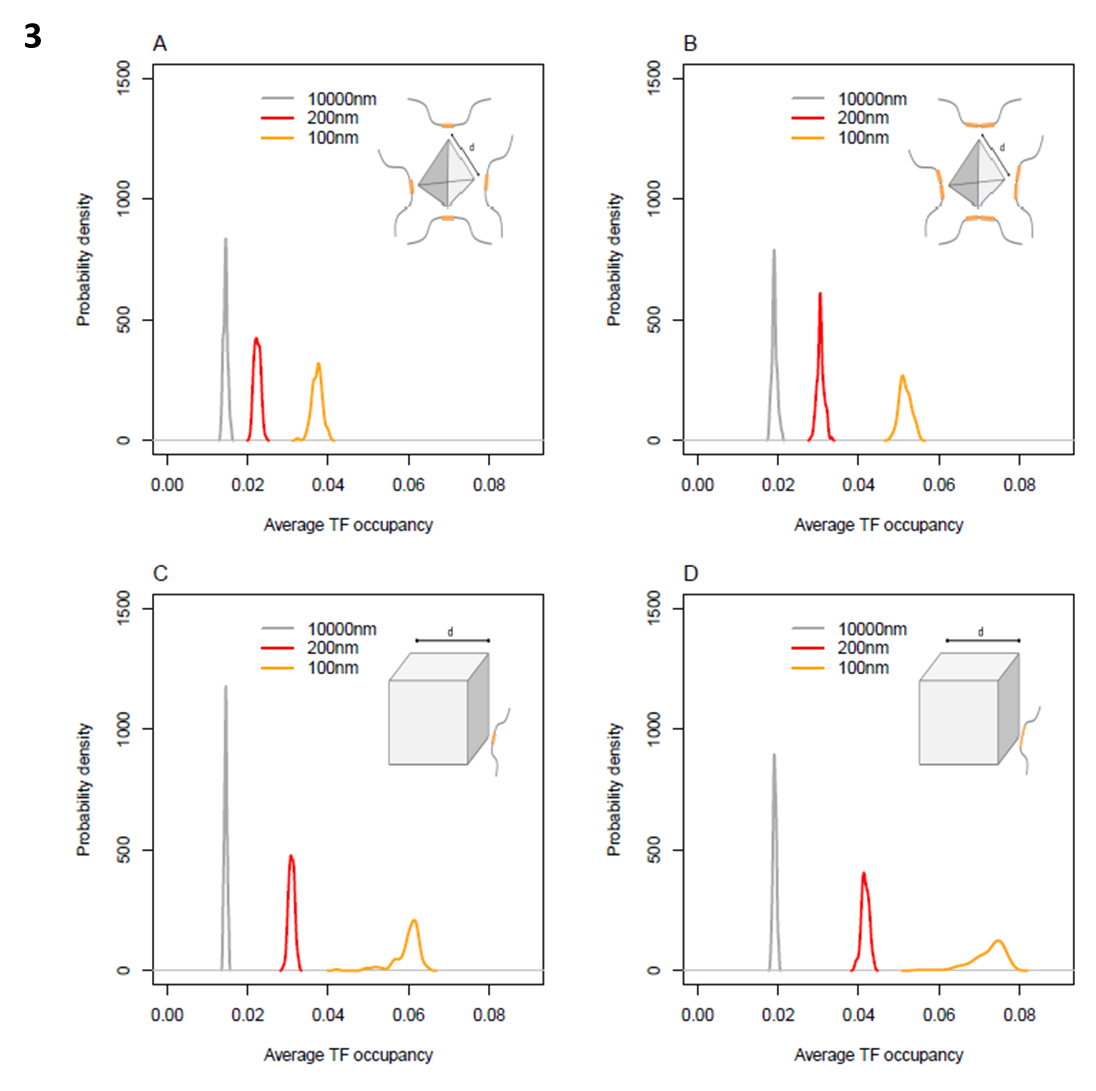 3
A
Probability density
1500
1000
500
0
10000nm
200nm
100nm
d
0.00 0.02 0.04 0.06 0.08
Average TF occupancy
B
Probability density
1500
1000
500
0
10000nm
200nm
100nm
d
0.00 0.02 0.04 0.06 0.08
Average TF occupancy
C
Probability density
1500
1000
500
0
10000nm
200nm
100nm
d
0.00 0.02 0.04 0.06 0.08
Average TF occupancy
D
Probability density
1500
1000
500
0
10000nm
200nm
100nm
d
0.00 0.02 0.04 0.06 0.08
Average TF occupancy